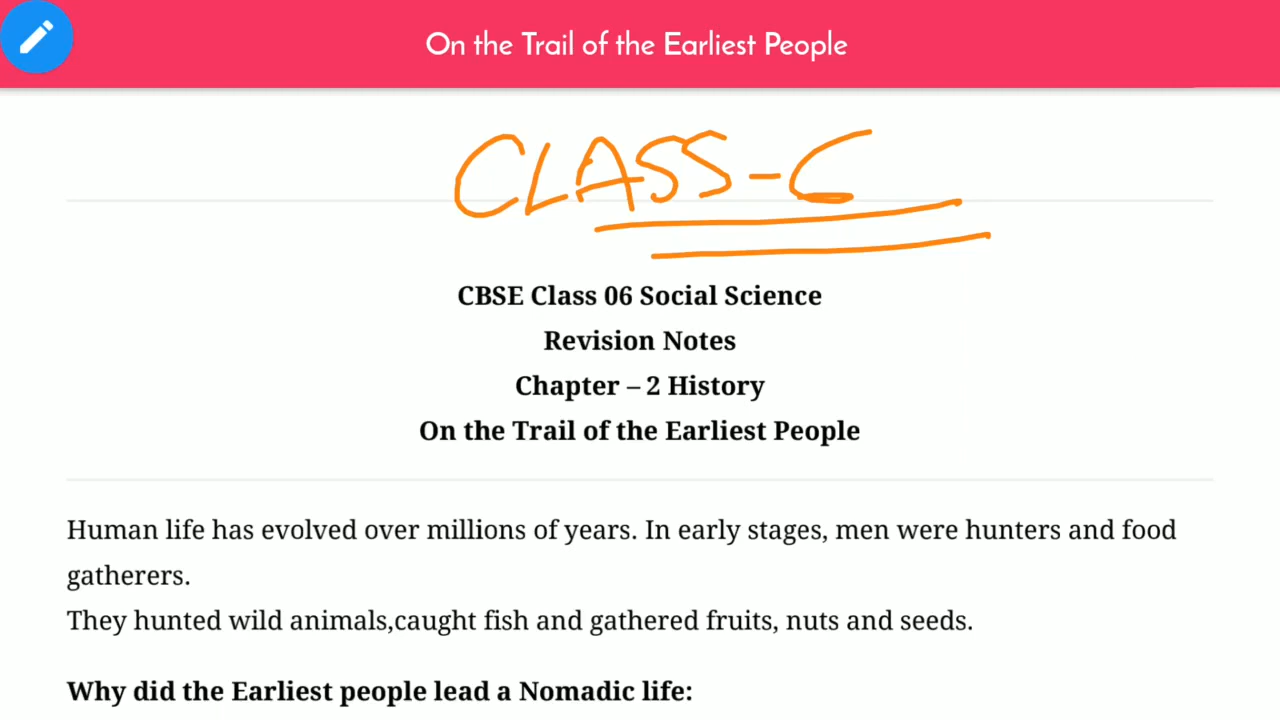 On the Trail of the Earliest People
CLASS-6
CBSE Class 06 Social Science
Revision Notes
Chapter – 2 History
On the Trail of the Earliest People
Human life has evolved over millions of years. In early stages, men were hunters and food
gatherers.
They hunted wild animals,caught fish and gathered fruits, nuts and seeds.
Why did the Earliest people lead a Nomadic life: